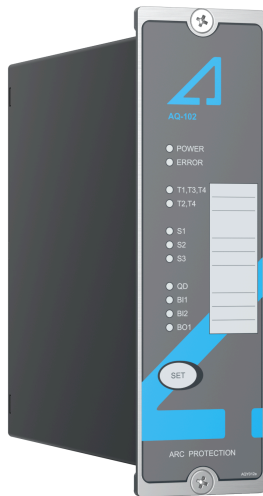 AQ-102
POWER
ERROR
T1,T3,T4
T2,T4
S1
S2
S3
QD
BI1
BI2
BO1
SET
ARC PROTECTION